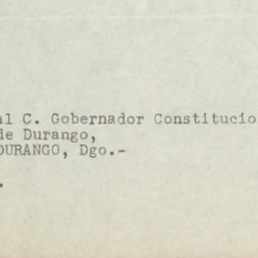 al C. Gobernador Constitucio
de Durango,
DURANGO, Dgo.-
.